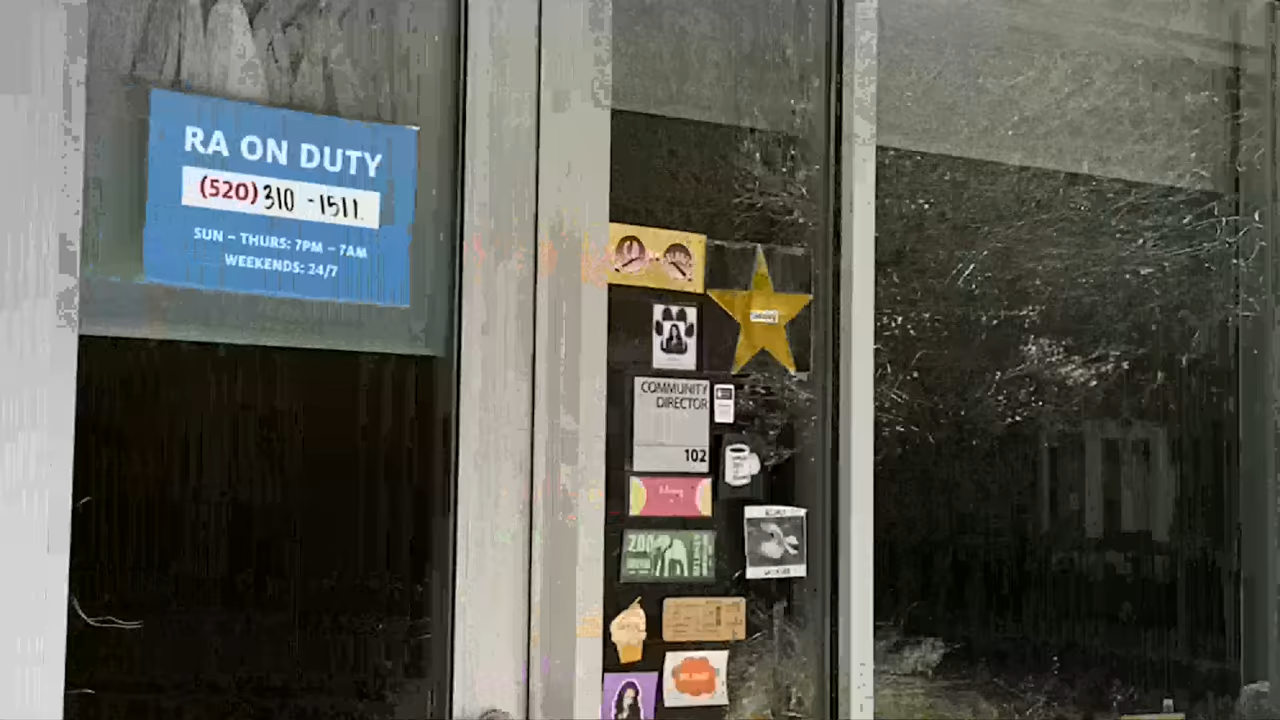 RA ON DUTY
(520) 310 -1511
SUN – THURS: 7PM – 7AM
WEEKENDS: 24/7
COMMUNITY
DIRECTOR
102